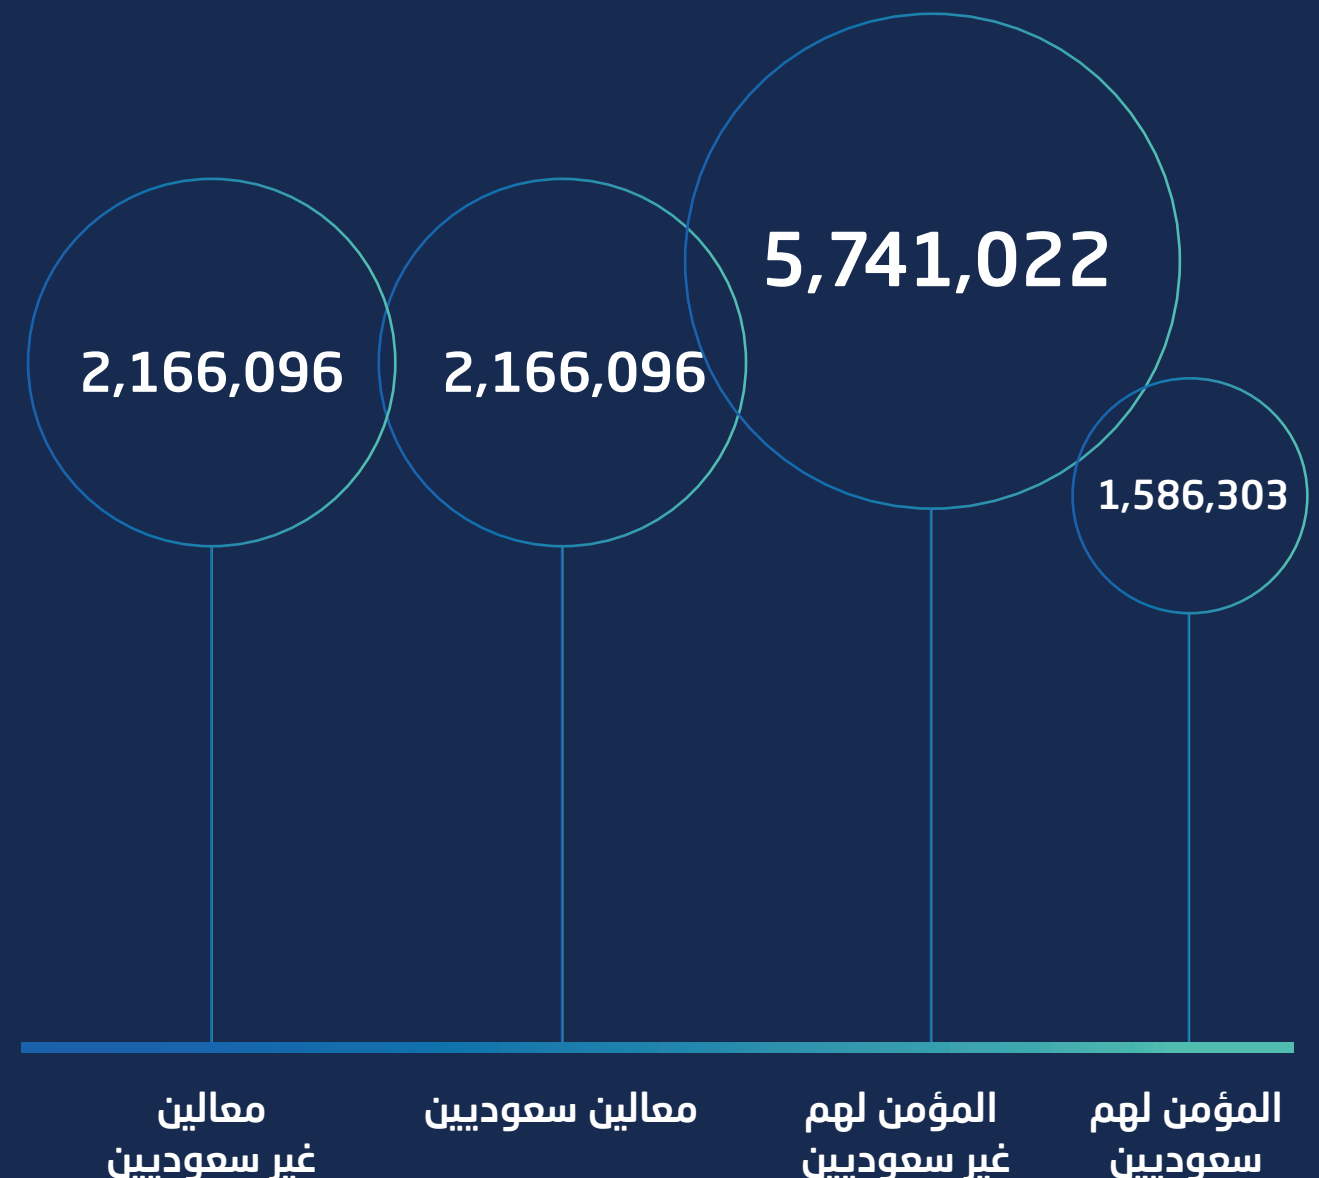 5,741,022
2,166,096
2,166,096
1,586,303
المؤمن لهم
سعوديين
المؤمن لهم
غير سعوديين
معالين سعوديين
معالين
غير سعوديين